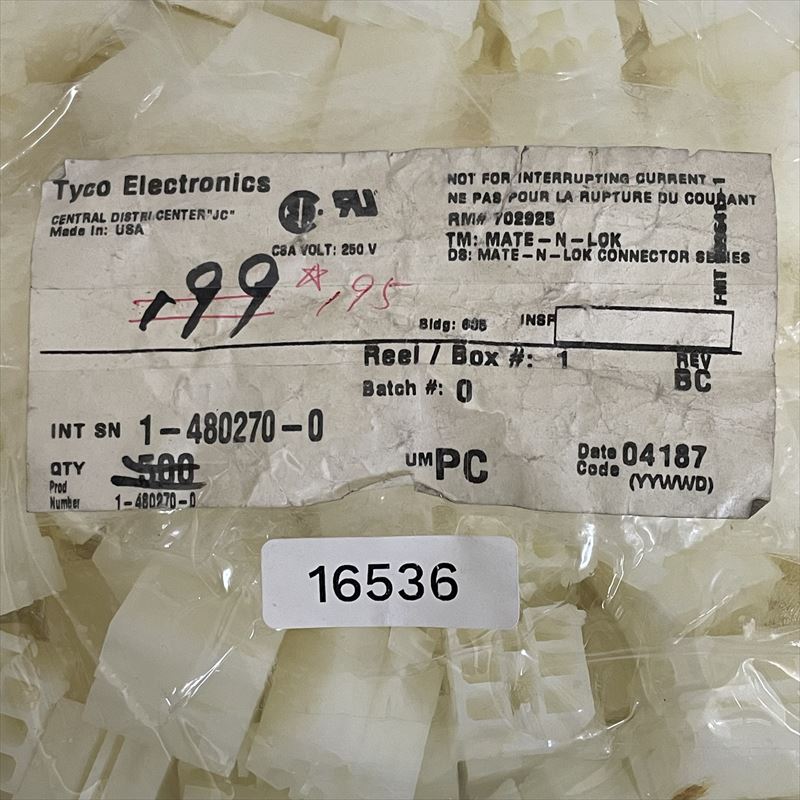 Tyco Electronics
CENTRAL DISTRI.CENTER"JC"
Made in: USA
CSA VOLT: 250 V
NOT FOR INTERRUPTING CURRENT
NE PAS POUR LA RUPTURE DU COURANT
RM# 702925
TM: MATE-N-LOK
DS: MATE-N-LOK CONNECTOR SERIES
199
☆ 195
Bldg: 605 INSP
Reel / Box #: 1
REV
BC
Batch #: 0
INT SN 1-480270-0
QTY 500
UM PC
Date Code 04187
(YYWWD)
Prod
Number 1-480270-0
16536